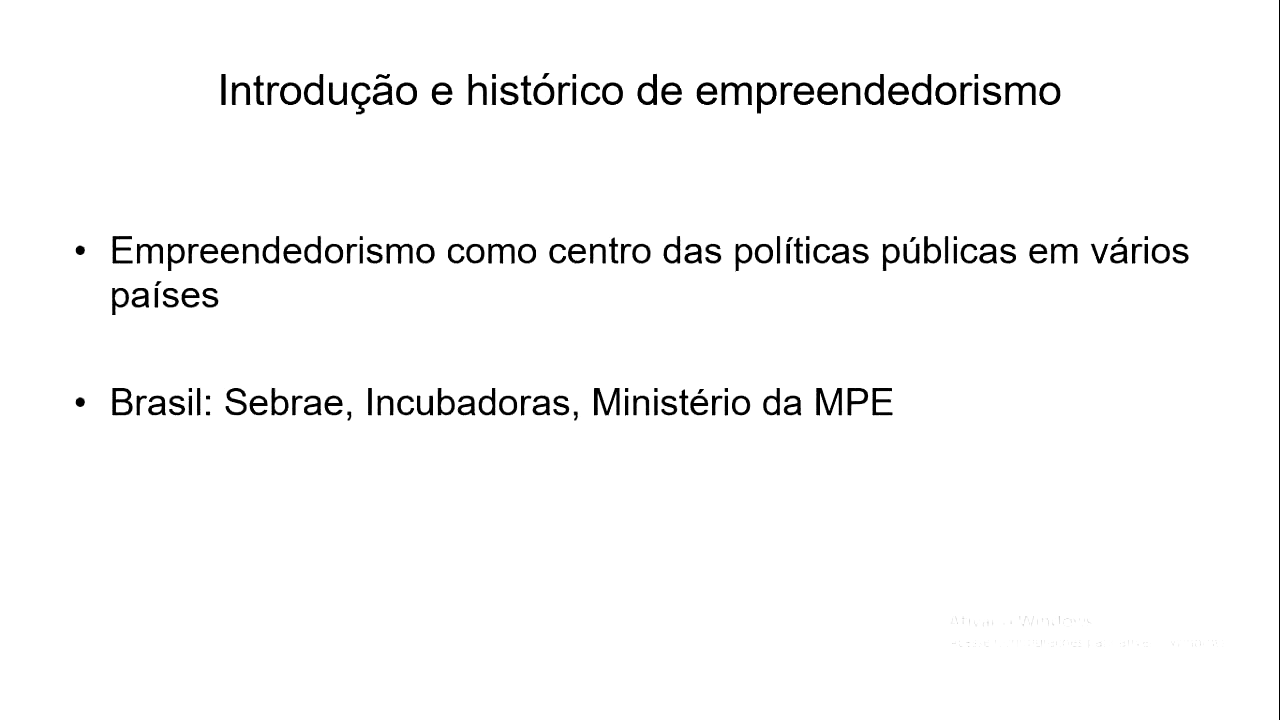 Introdução e histórico de empreendedorismo
• Empreendedorismo como centro das políticas públicas em vários
países
• Brasil: Sebrae, Incubadoras, Ministério da MPE